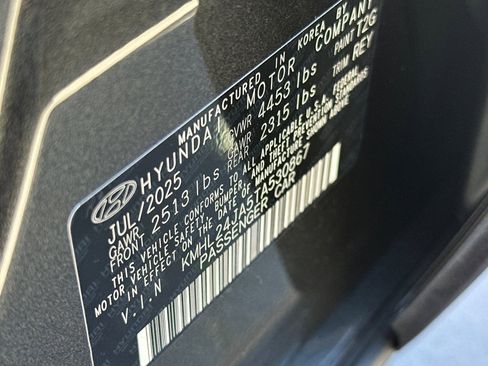 MANUFACTURED IN KOREA BY
HYUNDAI MOTOR COMPANY
JUL/2025 GVWR 4453 lbs PAINT T2G
GAWR FRONT 2513 lbs GAWR REAR 2315 lbs TRIM REY
THIS VEHICLE CONFORMS TO ALL APPLICABLE U.S.A. FEDERAL
MOTOR VEHICLE SAFETY, BUMPER, AND THEFT PREVENTION STANDARDS
IN EFFECT ON THE DATE OF MANUFACTURE SHOWN ABOVE.
V.I.N KMHL24JA5TA530367
PASSENGER CAR